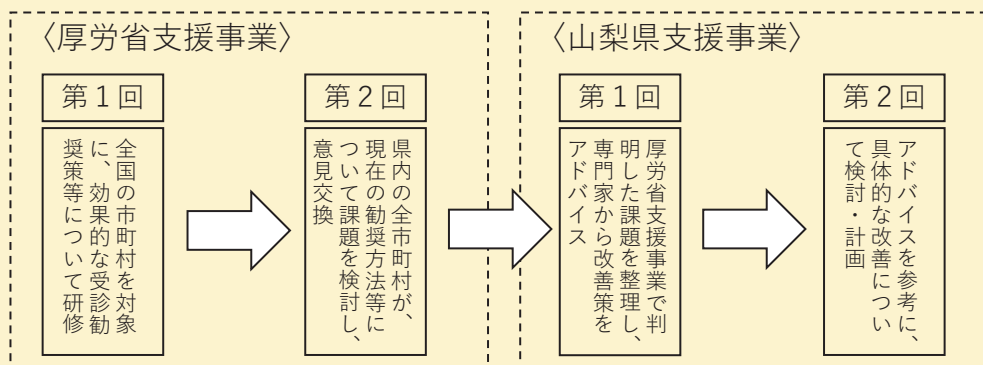 〈厚労省支援事業〉
第1回
全国の市町村を対象
に、効果的な受診勧
奨策等について研修
第2回
県内の全市町村が、
現在の勧奨方法等に
ついて課題を検討し、
意見交換
〈山梨県支援事業〉
第1回
厚労省支援事業で判
明した課題を整理し、
専門家から改善策を
アドバイス
第2回
アドバイスを参考に、
具体的な改善につい
て検討・計画